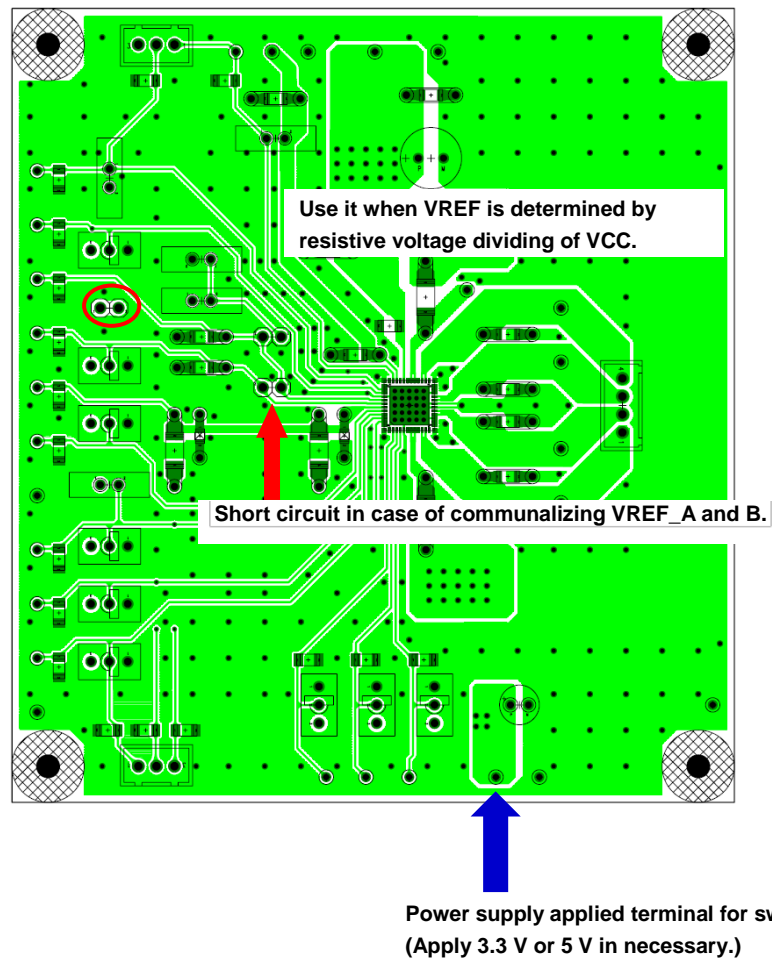 Use it when VREF is determined by
resistive voltage dividing of VCC.
Short circuit in case of communalizing VREF_A and B.
Power supply applied terminal for sw
(Apply 3.3 V or 5 V in necessary.)